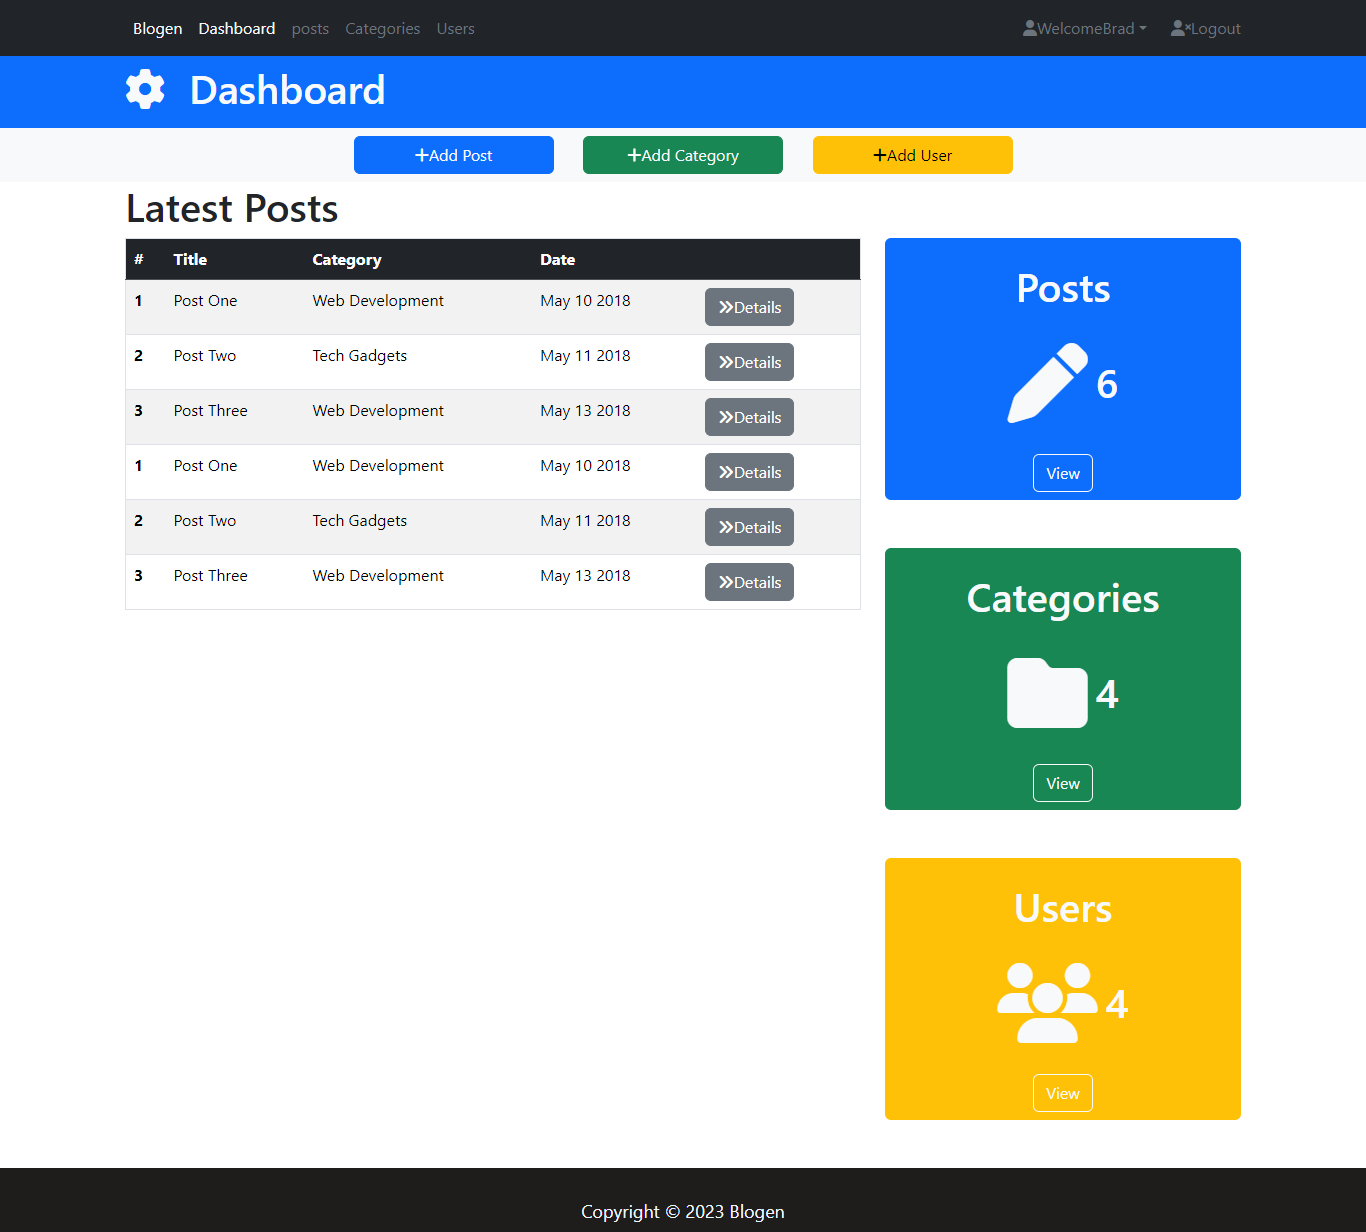 Blogen Dashboard posts Categories Users WelcomeBrad Logout
Dashboard
Add Post Add Category Add User
Latest Posts
# Title Category Date
1 Post One Web Development May 10 2018 Details
2 Post Two Tech Gadgets May 11 2018 Details
3 Post Three Web Development May 13 2018 Details
1 Post One Web Development May 10 2018 Details
2 Post Two Tech Gadgets May 11 2018 Details
3 Post Three Web Development May 13 2018 Details
Posts
6
View
Categories
4
View
Users
4
View
Copyright © 2023 Blogen